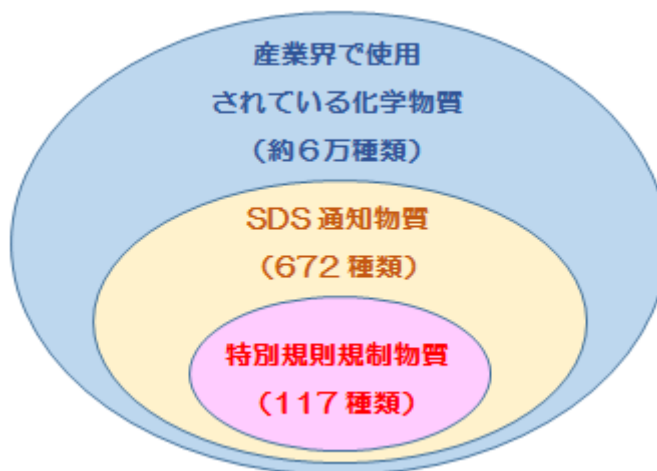 産業界で使用
されている化学物質
（約６万種類）
SDS 通知物質
（672 種類）
特別規則規制物質
（117 種類）